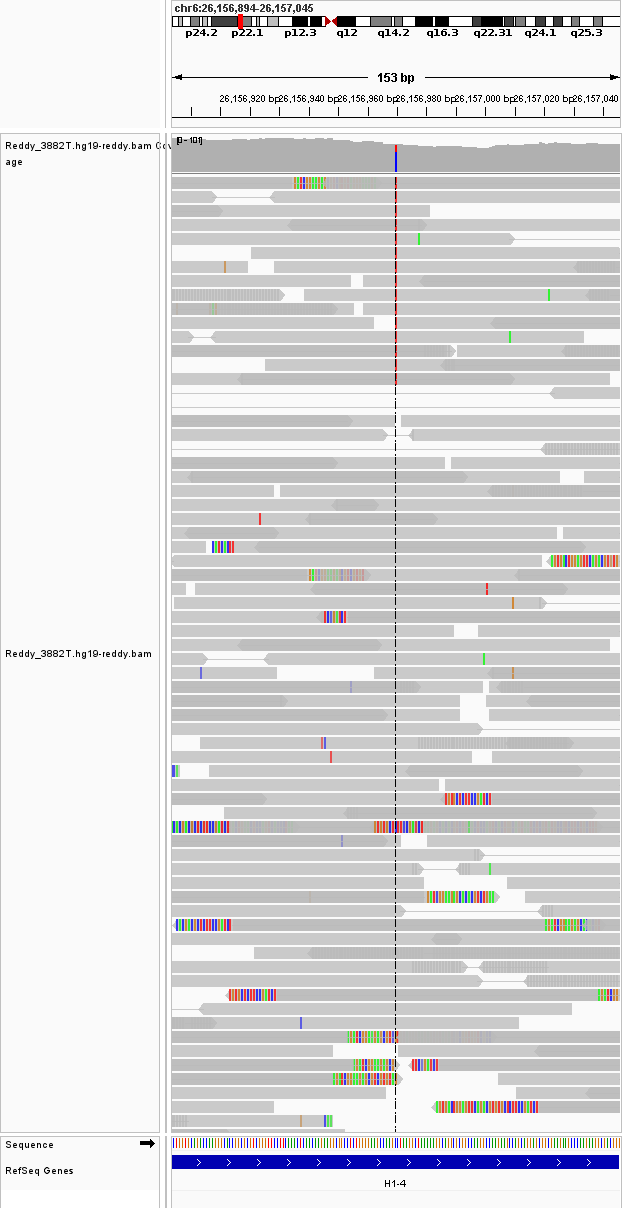 chr6:26,156,894-26,157,045
p24.2 p22.1 p12.3 q12 q14.2 q16.3 q22.31 q24.1 q25.3
153 bp
26,156,920 bp 26,156,940 bp 26,156,960 bp 26,156,980 bp 26,157,000 bp 26,157,020 bp 26,157,040
Reddy_3882T.hg19-reddy.bam Cov
age
[0 - 101]
Reddy_3882T.hg19-reddy.bam
Sequence
RefSeq Genes
H1-4